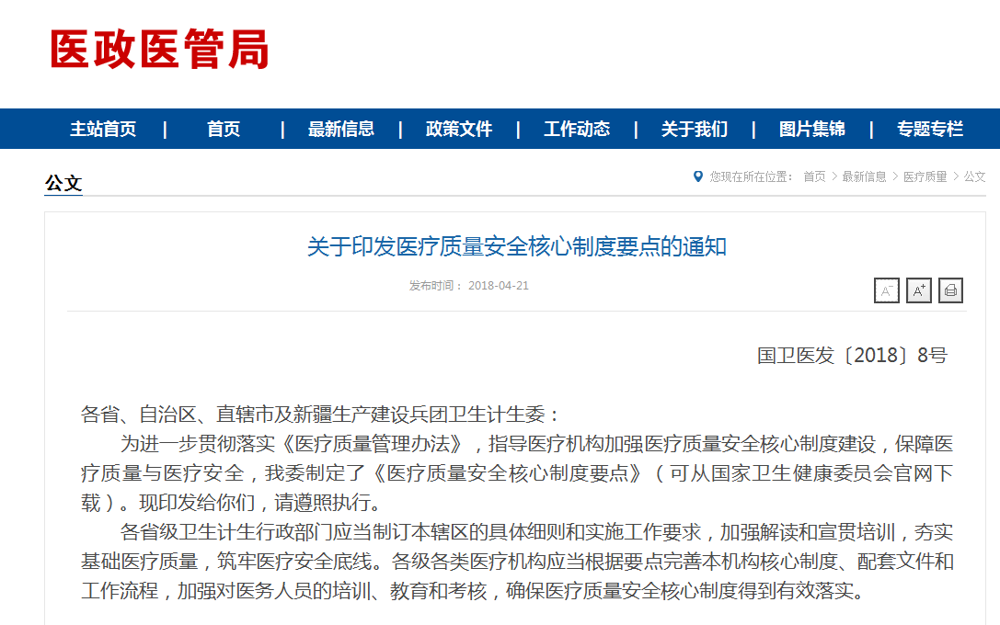 医政医管局
主站首页 | 首页 | 最新信息 | 政策文件 | 工作动态 | 关于我们 | 图片集锦 | 专题专栏
公文
您现在所在位置： 首页 > 最新信息 > 医疗质量 > 公文
关于印发医疗质量安全核心制度要点的通知
发布时间： 2018-04-21
A- A+
国卫医发〔2018〕8号
各省、自治区、直辖市及新疆生产建设兵团卫生计生委：
为进一步贯彻落实《医疗质量管理办法》，指导医疗机构加强医疗质量安全核心制度建设，保障医
疗质量与医疗安全，我委制定了《医疗质量安全核心制度要点》（可从国家卫生健康委员会官网下
载）。现印发给你们，请遵照执行。
各省级卫生计生行政部门应当制订本辖区的具体细则和实施工作要求，加强解读和宣贯培训，夯实
基础医疗质量，筑牢医疗安全底线。各级各类医疗机构应当根据要点完善本机构核心制度、配套文件和
工作流程，加强对医务人员的培训、教育和考核，确保医疗质量安全核心制度得到有效落实。